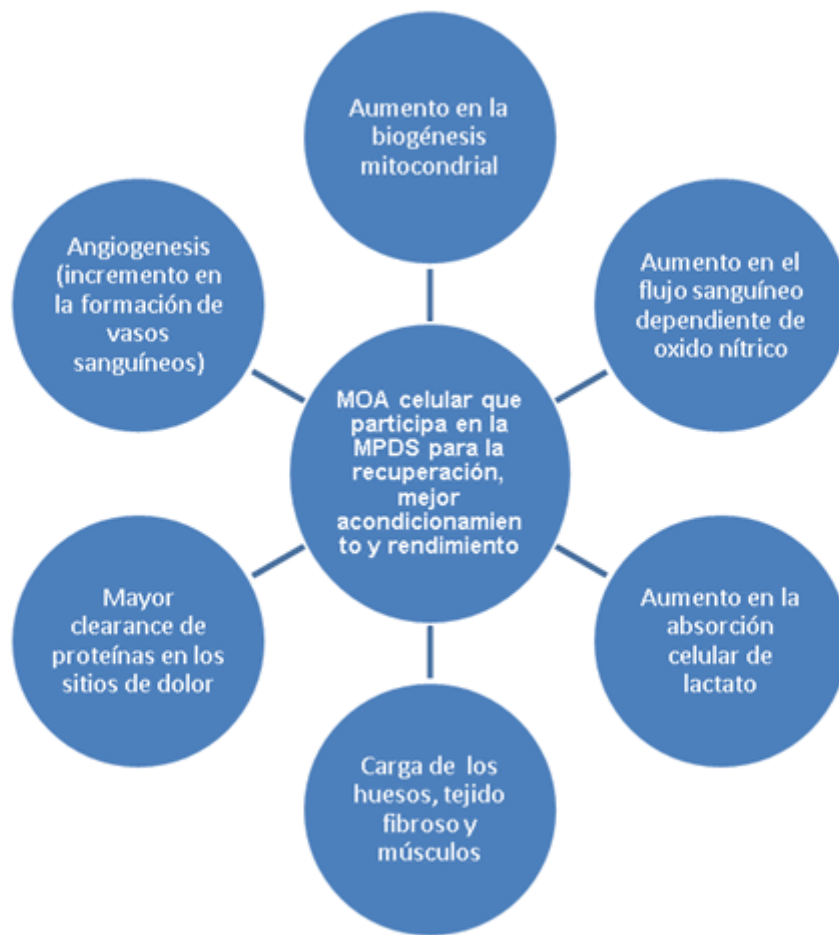 Aumento en la
biogénesis
mitocondrial
Angiogenesis
(incremento en
la formación de
vasos
sanguíneos)
Aumento en el
flujo sanguíneo
dependiente de
oxido nítrico
MOA celular que
participa en la
MPDS para la
recuperación,
mejor
acondicionamien
to y rendimiento
Mayor
clearance de
proteínas en los
sitios de dolor
Aumento en la
absorción
celular de
lactato
Carga de los
huesos, tejido
fibroso y
músculos